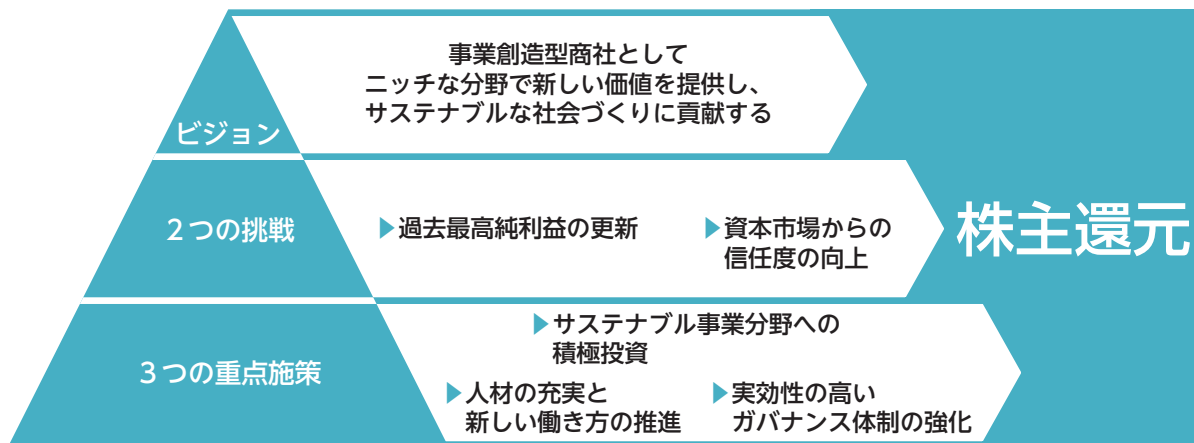 事業創造型商社として
ニッチな分野で新しい価値を提供し、
サステナブルな社会づくりに貢献する
ビジョン
２つの挑戦
▶過去最高純利益の更新
▶資本市場からの
信任度の向上
株主還元
３つの重点施策
▶サステナブル事業分野への
積極投資
▶人材の充実と
新しい働き方の推進
▶実効性の高い
ガバナンス体制の強化